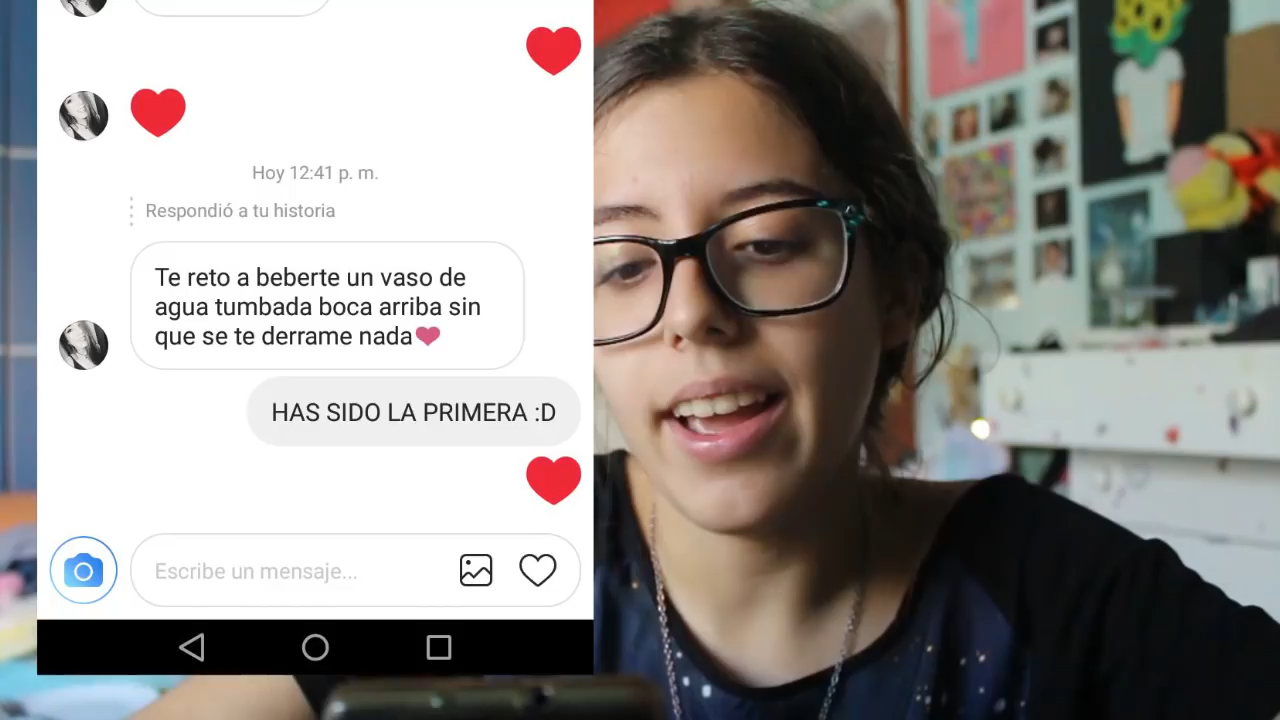 Hoy 12:41 p. m.
Respondió a tu historia
Te reto a beberte un vaso de
agua tumbada boca arriba sin
que se te derrame nada
HAS SIDO LA PRIMERA :D
Escribe un mensaje...